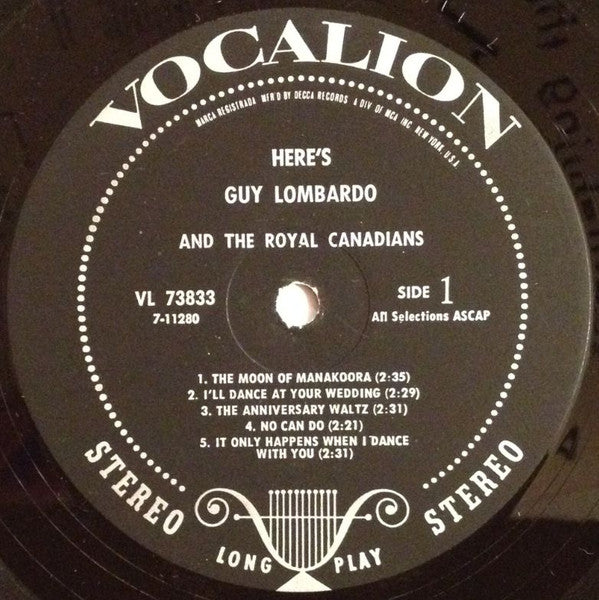 VOCALION
MARCA REGISTRADA MFR'D BY DECCA RECORDS A DIV. OF MCA INC. NEW YORK, U.S.A.
HERE'S
GUY LOMBARDO
AND THE ROYAL CANADIANS
VL 73833
7-11280
SIDE 1
All Selections ASCAP
1. THE MOON OF MANAKOORA (2:35)
2. I'LL DANCE AT YOUR WEDDING (2:29)
3. THE ANNIVERSARY WALTZ (2:31)
4. NO CAN DO (2:21)
5. IT ONLY HAPPENS WHEN I DANCE
WITH YOU (2:31)
STEREO
LONG PLAY
STEREO